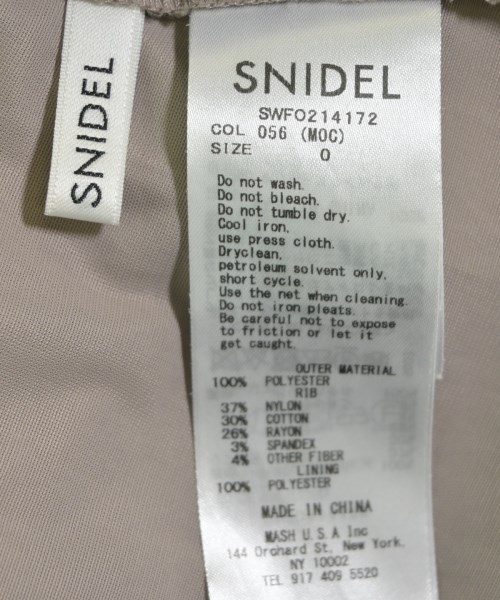 SNIDEL
SNIDEL
SWFO214172
COL 056 (MOC)
SIZE 0
Do not wash.
Do not bleach.
Do not tumble dry.
Cool iron,
use press cloth.
Dryclean,
petroleum solvent only,
short cycle.
Use the net when cleaning.
Do not iron pleats.
Be careful not to expose
to friction or let it
get caught.
OUTER MATERIAL
100% POLYESTER
RIB
37% NYLON
30% COTTON
26% RAYON
3% SPANDEX
4% OTHER FIBER
LINING
100% POLYESTER
MADE IN CHINA
MASH U.S.A Inc
144 Orchard St, New York,
NY 10002
TEL 917 409 5520